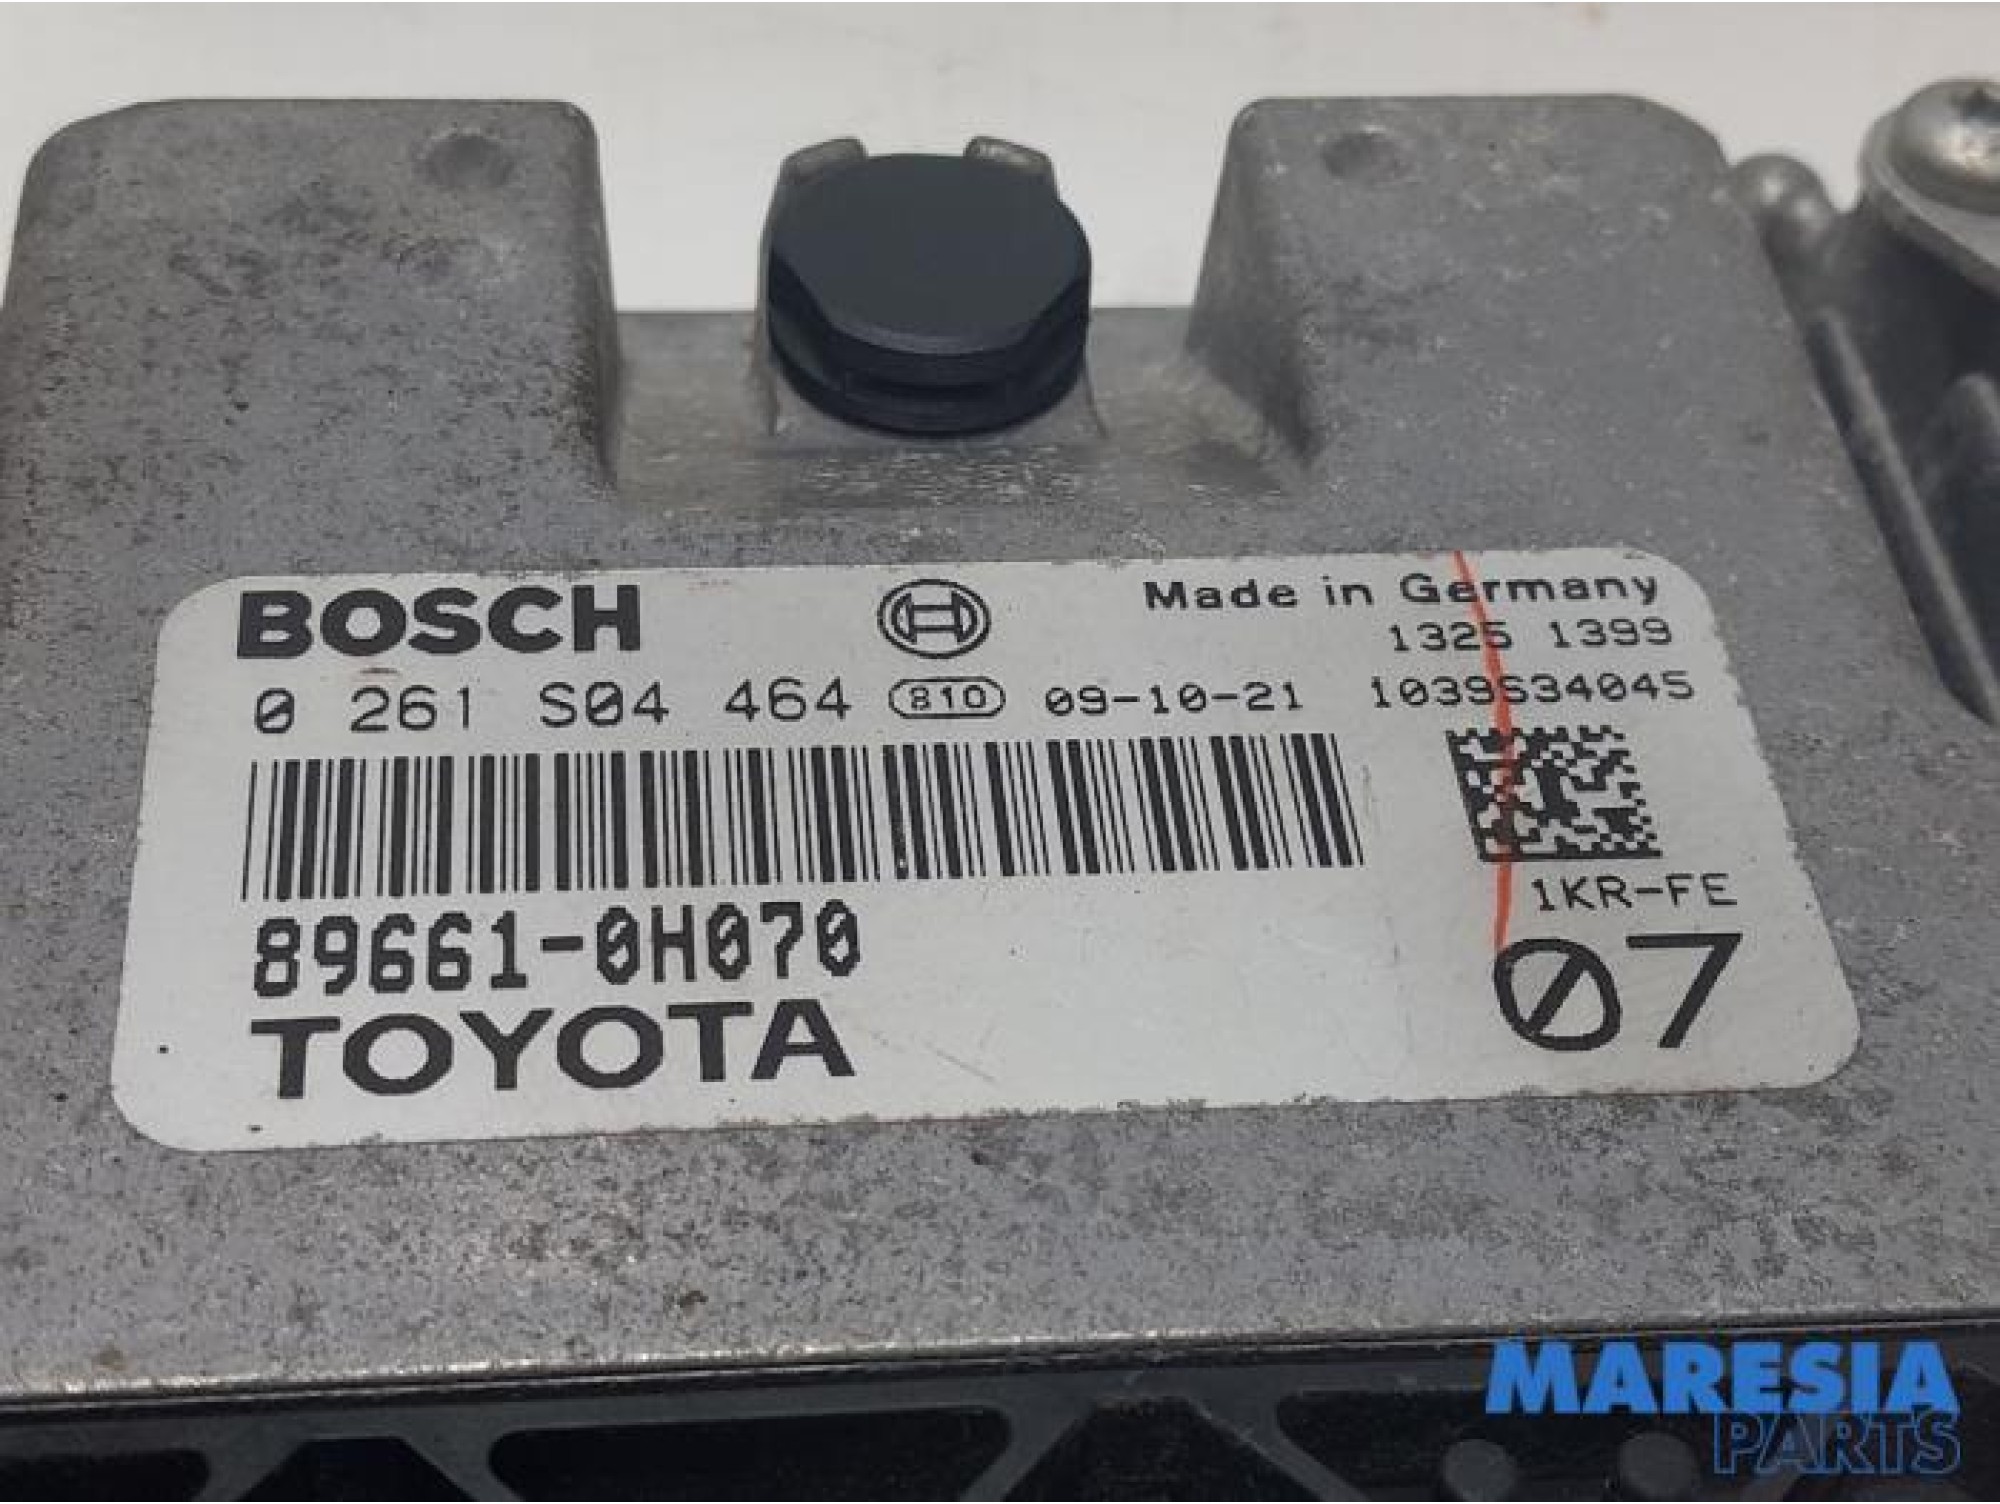 BOSCH
Made in Germany
1325 1399
0 261 S04 464 810 09-10-21 1039S34045
89661-0H070
1KR-FE
TOYOTA
07
MARESIA
PARTS